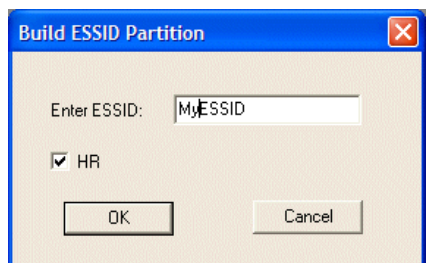 Build ESSID Partition
Enter ESSID: MyESSID
HR
OK Cancel